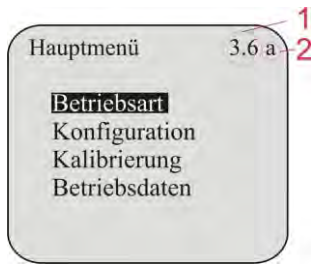 1
Hauptmenü 3.6 a 2
Betriebsart
Konfiguration
Kalibrierung
Betriebsdaten